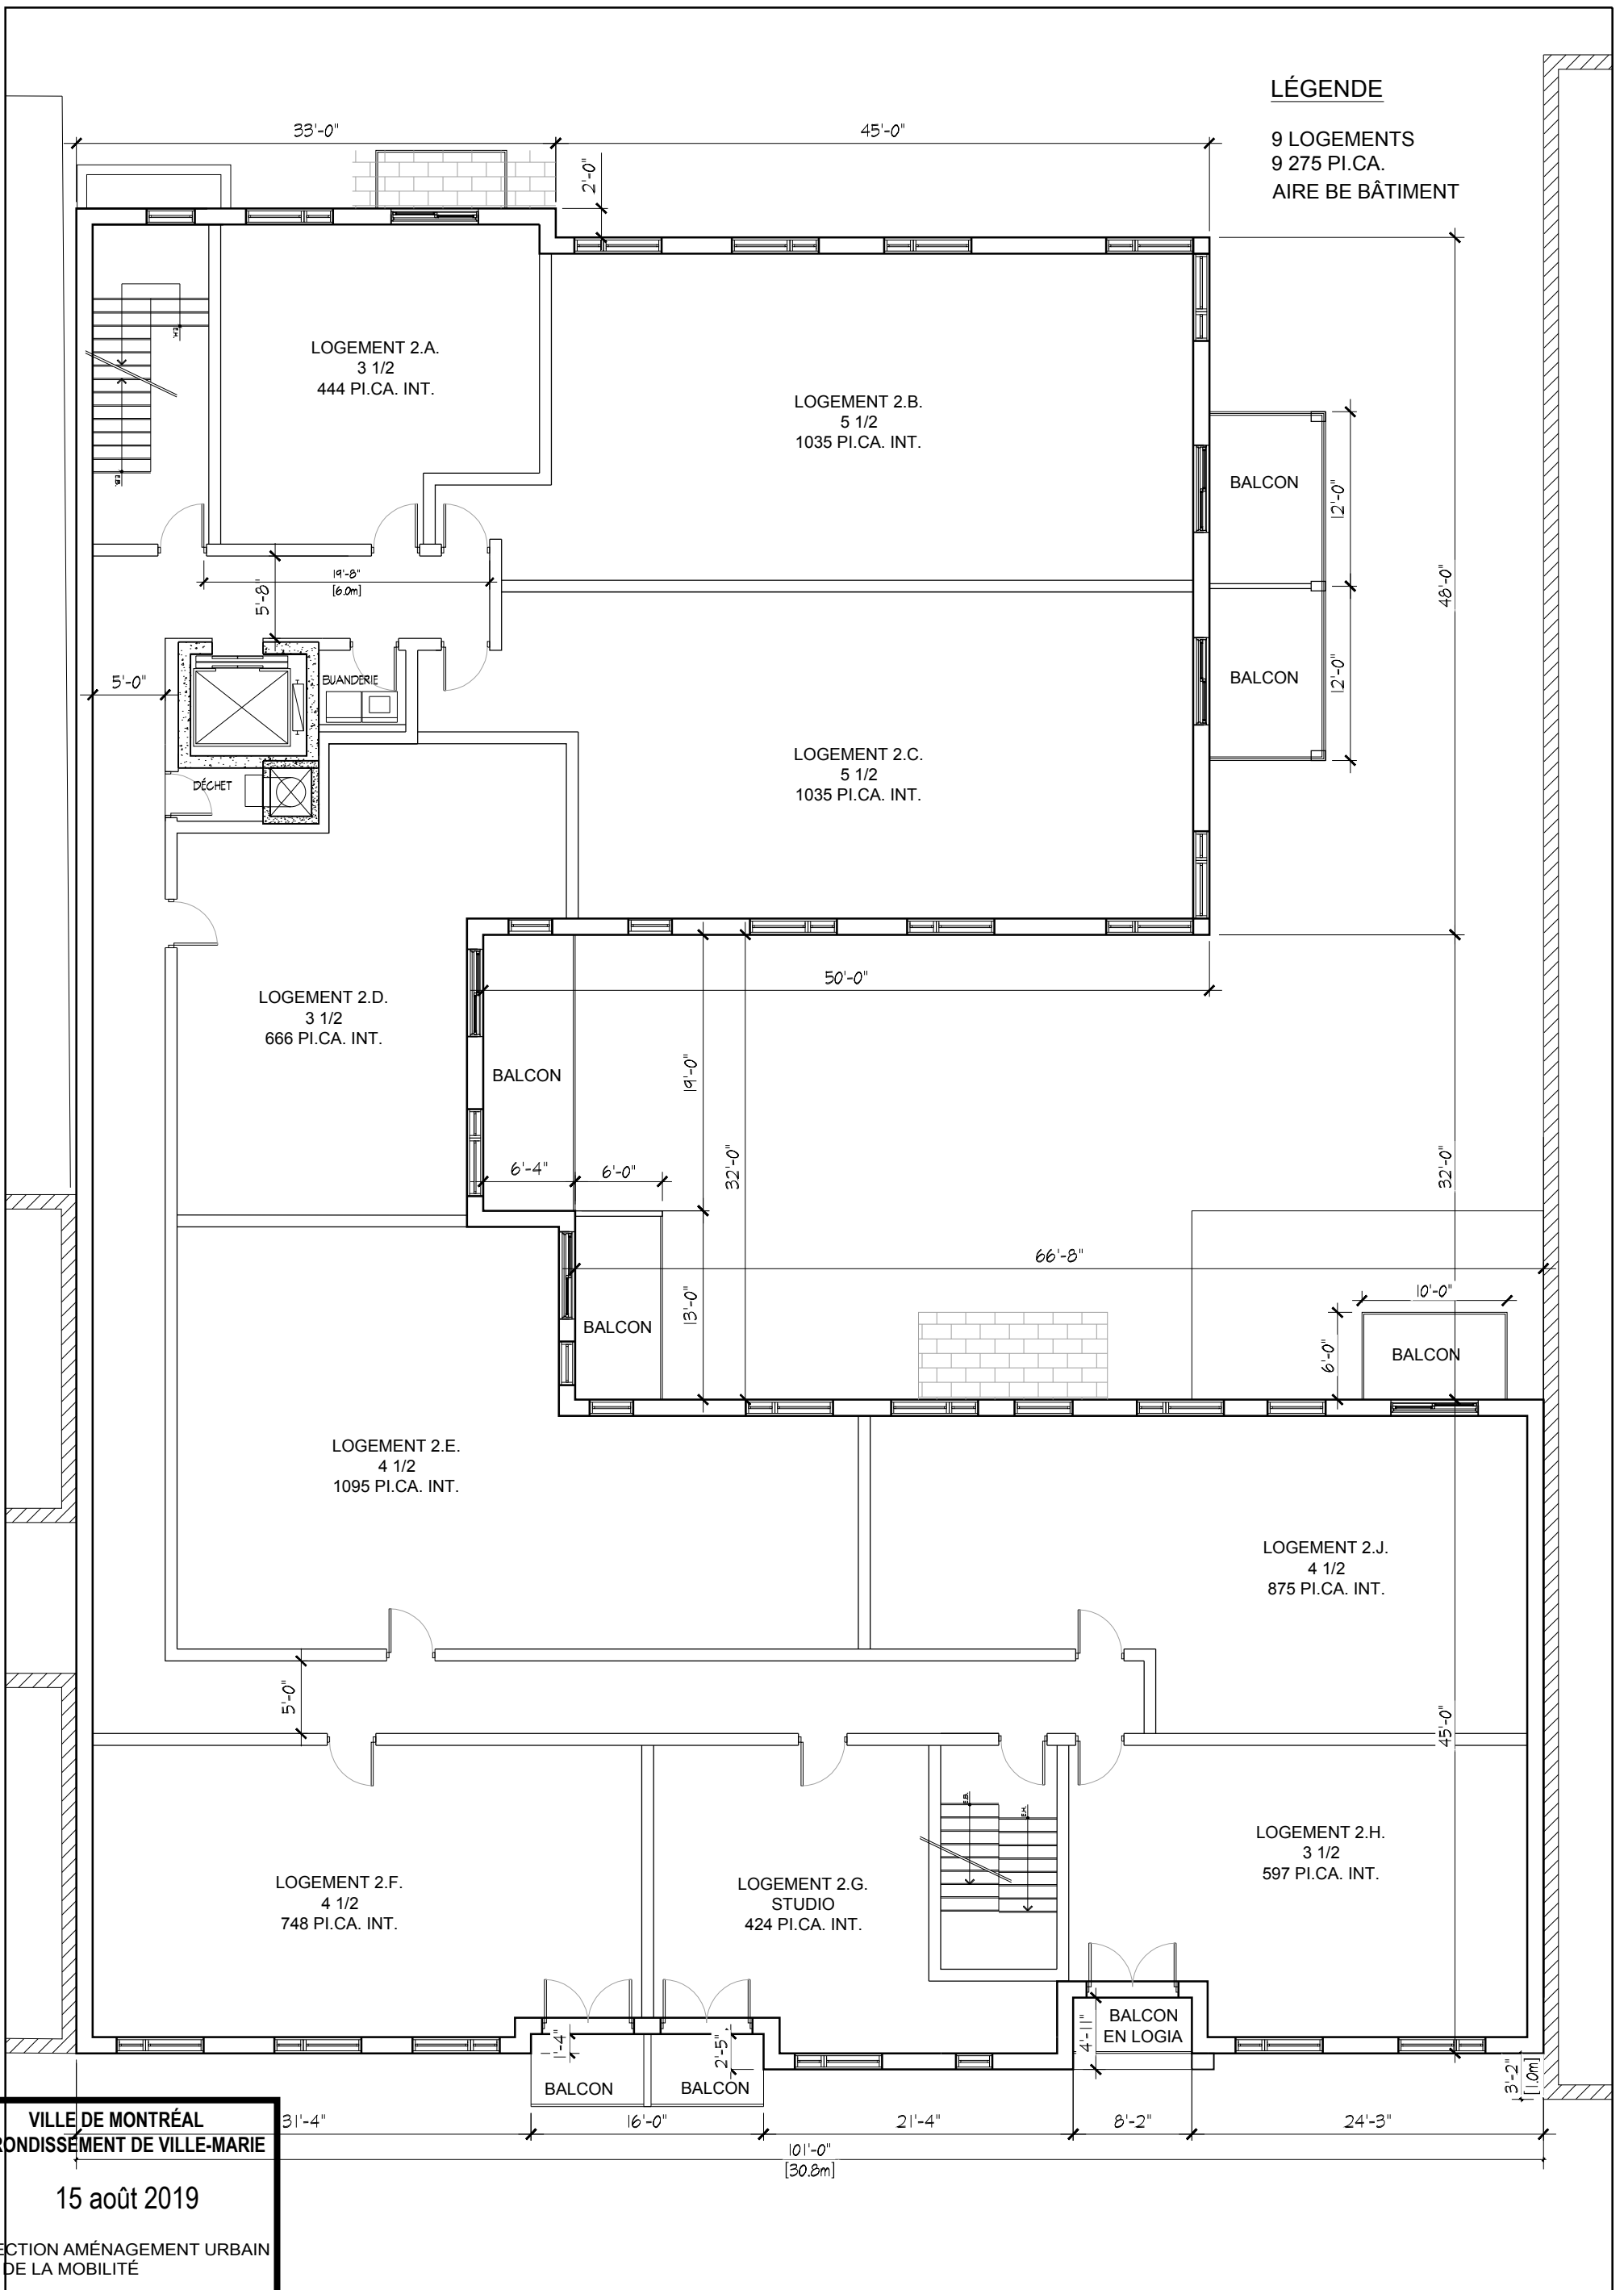 LÉGENDE
9 LOGEMENTS
9 275 PI.CA.
AIRE BE BÂTIMENT
33'-0"
45'-0"
2'-0"
LOGEMENT 2.A.
3 1/2
444 PI.CA. INT.
E.H.
E.B.
LOGEMENT 2.B.
5 1/2
1035 PI.CA. INT.
BALCON
12'-0"
48'-0"
19'-8"
[6.0m]
5'-8"
5'-0"
BUANDERIE
BALCON
12'-0"
DÉCHET
LOGEMENT 2.C.
5 1/2
1035 PI.CA. INT.
50'-0"
LOGEMENT 2.D.
3 1/2
666 PI.CA. INT.
BALCON
19'-0"
32'-0"
32'-0"
6'-4"
6'-0"
66'-8"
13'-0"
BALCON
10'-0"
6'-0"
BALCON
LOGEMENT 2.E.
4 1/2
1095 PI.CA. INT.
LOGEMENT 2.J.
4 1/2
875 PI.CA. INT.
5'-0"
45'-0"
E.B.
E.H.
LOGEMENT 2.F.
4 1/2
748 PI.CA. INT.
LOGEMENT 2.G.
STUDIO
424 PI.CA. INT.
LOGEMENT 2.H.
3 1/2
597 PI.CA. INT.
1'-4"
2'-5"
4'-11"
BALCON
EN LOGIA
BALCON
BALCON
3'-2"
[1.0m]
31'-4"
16'-0"
21'-4"
8'-2"
24'-3"
101'-0"
[30.8m]
VILLE DE MONTRÉAL
RONDISSEMENT DE VILLE-MARIE
15 août 2019
ECTION AMÉNAGEMENT URBAIN
DE LA MOBILITÉ